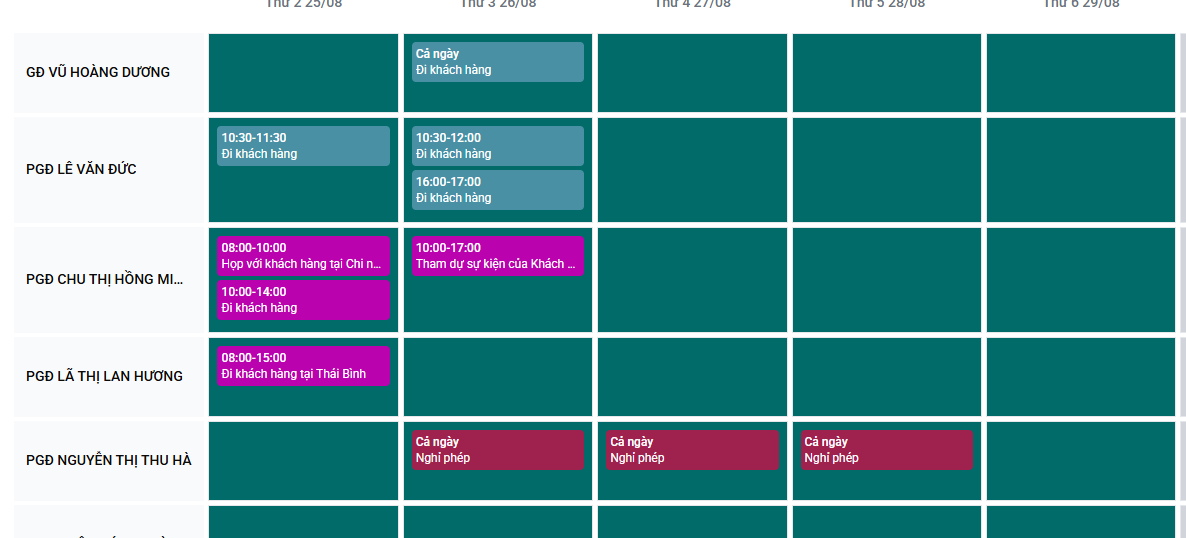 Thứ 2 25/08
Thứ 3 26/08
Thứ 4 27/08
Thứ 5 28/08
Thứ 6 29/08
GĐ VŨ HOÀNG DƯƠNG
Cả ngày
Đi khách hàng
PGĐ LÊ VĂN ĐỨC
10:30-11:30
Đi khách hàng
10:30-12:00
Đi khách hàng
16:00-17:00
Đi khách hàng
PGĐ CHU THỊ HỒNG MI...
08:00-10:00
Họp với khách hàng tại Chi n...
10:00-14:00
Đi khách hàng
10:00-17:00
Tham dự sự kiện của Khách ...
PGĐ LÃ THỊ LAN HƯƠNG
08:00-15:00
Đi khách hàng tại Thái Bình
PGĐ NGUYỄN THỊ THU HÀ
Cả ngày
Nghỉ phép
Cả ngày
Nghỉ phép
Cả ngày
Nghỉ phép